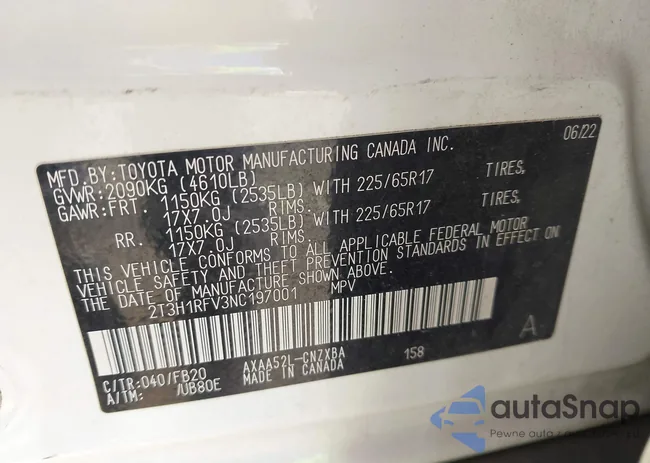 MFD.BY:TOYOTA MOTOR MANUFACTURING CANADA INC. 06/22
GVWR:2090KG (4610LB)
GAWR:FRT. 1150KG (2535LB) WITH 225/65R17 TIRES,
17X7.0J RIMS.
RR. 1150KG (2535LB) WITH 225/65R17 TIRES,
17X7.0J RIMS.
THIS VEHICLE CONFORMS TO ALL APPLICABLE FEDERAL MOTOR
VEHICLE SAFETY AND THEFT PREVENTION STANDARDS IN EFFECT ON
THE DATE OF MANUFACTURE SHOWN ABOVE.
2T3H1RFV3NC197001 MPV
A
C/TR:040/FB20 AXAA52L-CNZXBA 158
A/TM: /UB80E MADE IN CANADA
autaSnap
Pewne auto